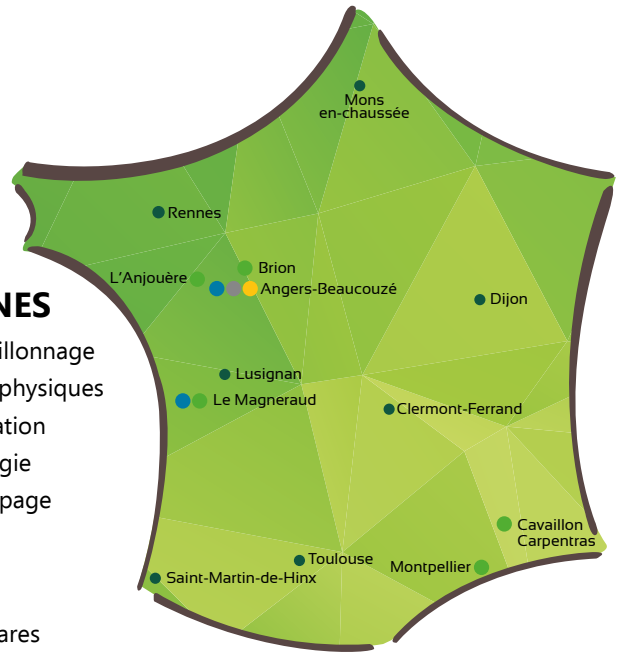 Mons
en-chaussée
Rennes
Brion
L'Anjouère
Angers-Beaucouzé
Dijon
NES
illonnage
Lusignan
physiques
Le Magneraud
Clermont-Ferrand
ation
gie
page
Cavaillon
Carpentras
Toulouse
Montpellier
Saint-Martin-de-Hinx
ares